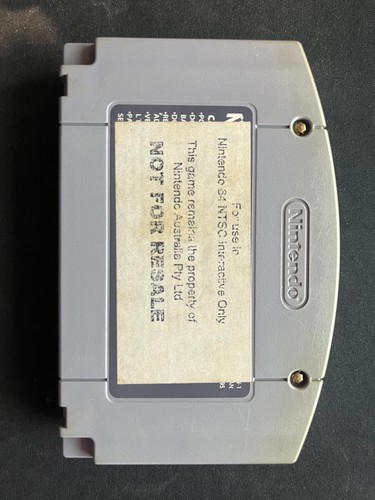 Nintendo
For use in
Nintendo 64 NTSC Interactive Only
This game remains the property of
Nintendo Australia Pty Ltd
NOT FOR RESALE